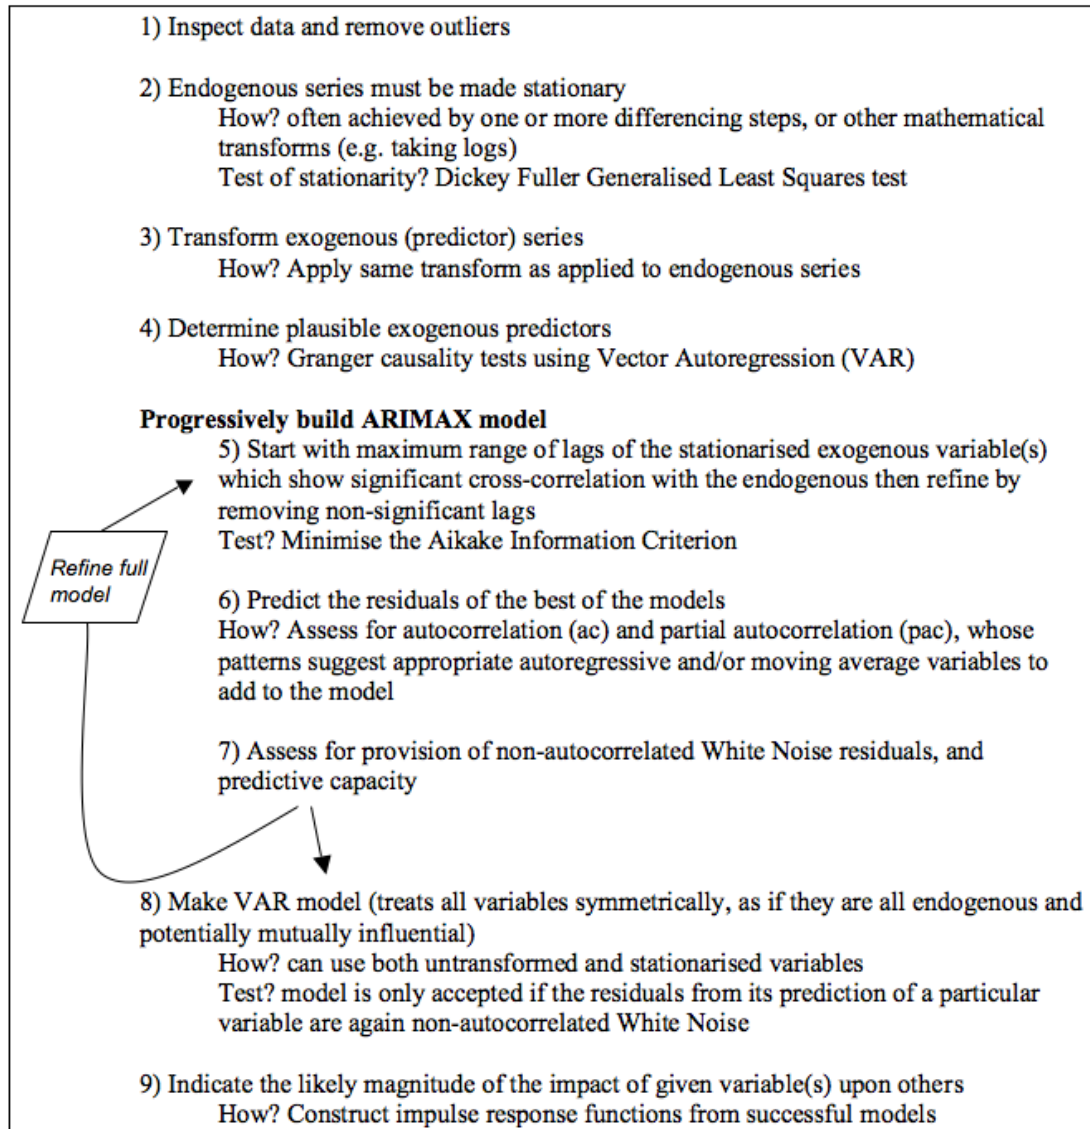 1) Inspect data and remove outliers
2) Endogenous series must be made stationary
How? often achieved by one or more differencing steps, or other mathematical
transforms (e.g. taking logs)
Test of stationarity? Dickey Fuller Generalised Least Squares test
3) Transform exogenous (predictor) series
How? Apply same transform as applied to endogenous series
4) Determine plausible exogenous predictors
How? Granger causality tests using Vector Autoregression (VAR)
Progressively build ARIMAX model
5) Start with maximum range of lags of the stationarised exogenous variable(s)
which show significant cross-correlation with the endogenous then refine by
removing non-significant lags
Test? Minimise the Aikake Information Criterion
Refine full
model
6) Predict the residuals of the best of the models
How? Assess for autocorrelation (ac) and partial autocorrelation (pac), whose
patterns suggest appropriate autoregressive and/or moving average variables to
add to the model
7) Assess for provision of non-autocorrelated White Noise residuals, and
predictive capacity
8) Make VAR model (treats all variables symmetrically, as if they are all endogenous and
potentially mutually influential)
How? can use both untransformed and stationarised variables
Test? model is only accepted if the residuals from its prediction of a particular
variable are again non-autocorrelated White Noise
9) Indicate the likely magnitude of the impact of given variable(s) upon others
How? Construct impulse response functions from successful models